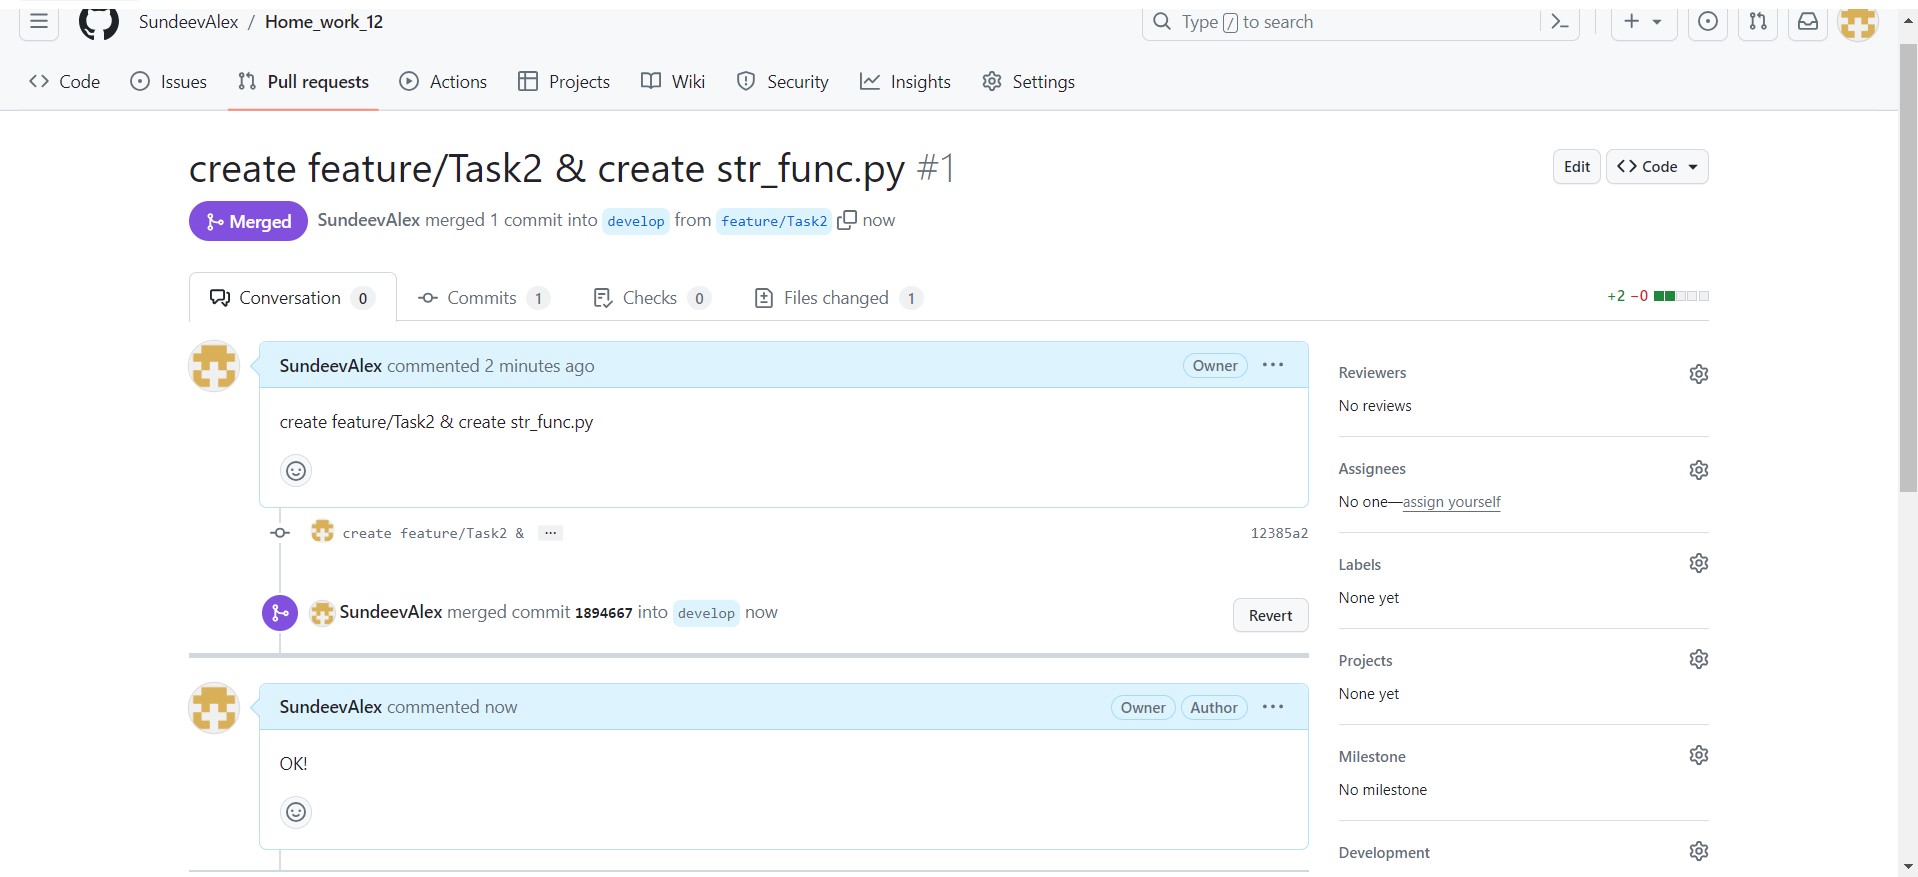 SundeevAlex / Home_work_12
Type / to search
Code Issues Pull requests Actions Projects Wiki Security Insights Settings
create feature/Task2 & create str_func.py #1
Edit Code
Merged SundeevAlex merged 1 commit into develop from feature/Task2 now
Conversation 0 Commits 1 Checks 0 Files changed 1
+2 −0
SundeevAlex commented 2 minutes ago Owner ...
create feature/Task2 & create str_func.py
create feature/Task2 & ... 12385a2
SundeevAlex merged commit 1894667 into develop now
Revert
SundeevAlex commented now Owner Author ...
OK!
Reviewers
No reviews
Assignees
No one—assign yourself
Labels
None yet
Projects
None yet
Milestone
No milestone
Development